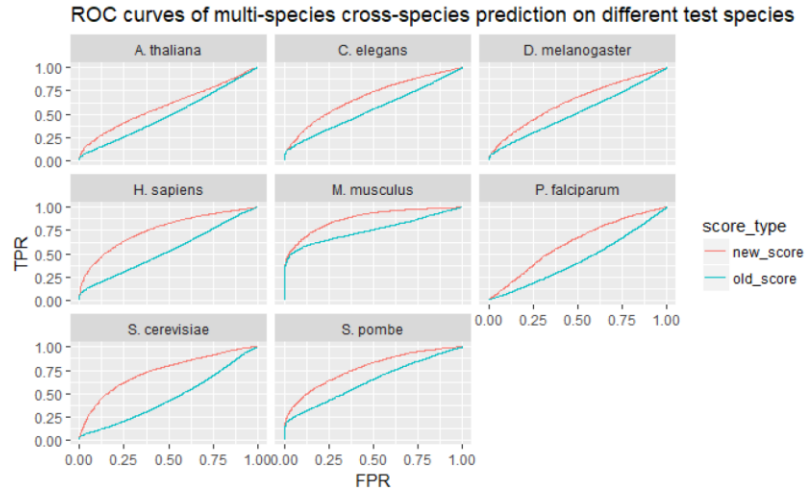 ROC curves of multi-species cross-species prediction on different test species
A. thaliana C. elegans D. melanogaster
1.00
0.75
0.50
0.25
0.00
H. sapiens M. musculus P. falciparum
1.00
0.75
0.50
0.25
0.00
TPR
score_type
new_score
old_score
0.00 0.25 0.50 0.75 1.00
S. cerevisiae S. pombe
1.00
0.75
0.50
0.25
0.00
0.00 0.25 0.50 0.75 1.00 0.00 0.25 0.50 0.75 1.00
FPR